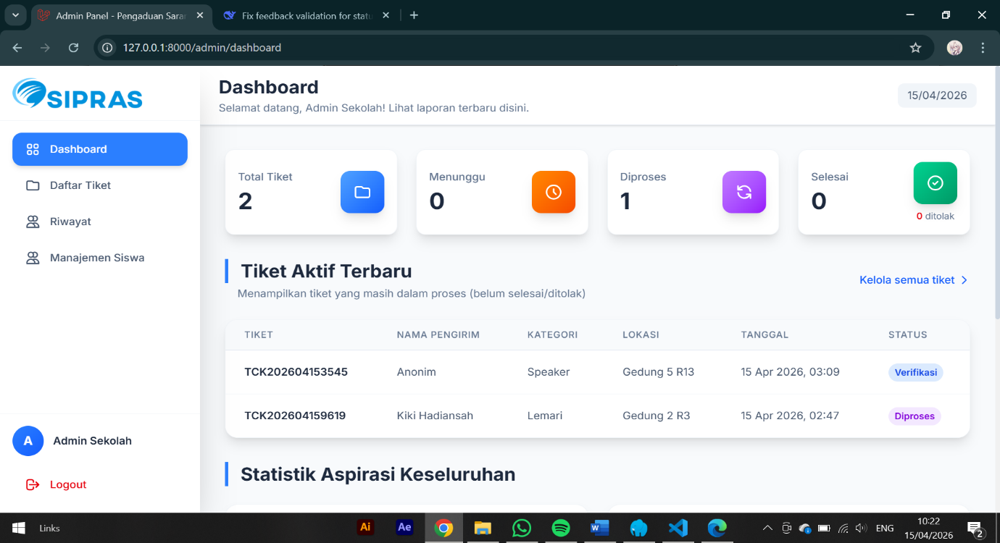 Admin Panel - Pengaduan Saran
Fix feedback validation for statu
127.0.0.1:8000/admin/dashboard
SIPRAS
Dashboard
Daftar Tiket
Riwayat
Manajemen Siswa
A
Admin Sekolah
Logout
Dashboard
Selamat datang, Admin Sekolah! Lihat laporan terbaru disini.
15/04/2026
Total Tiket
2
Menunggu
0
Diproses
1
Selesai
0
0 ditolak
Tiket Aktif Terbaru
Menampilkan tiket yang masih dalam proses (belum selesai/ditolak)
Kelola semua tiket
TIKET NAMA PENGIRIM KATEGORI LOKASI TANGGAL STATUS
TCK202604153545 Anonim Speaker Gedung 5 R13 15 Apr 2026, 03:09 Verifikasi
TCK202604159619 Kiki Hadiansah Lemari Gedung 2 R3 15 Apr 2026, 02:47 Diproses
Statistik Aspirasi Keseluruhan
Links
Ai
Ae
W
ENG
10:22
15/04/2026
2